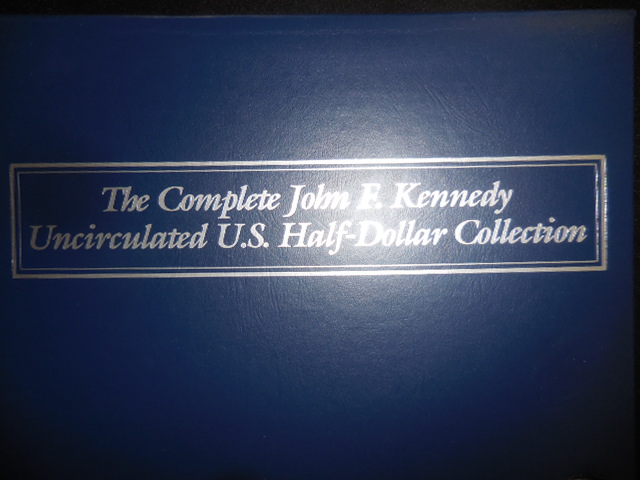 The Complete John F. Kennedy
Uncirculated U.S. Half-Dollar Collection